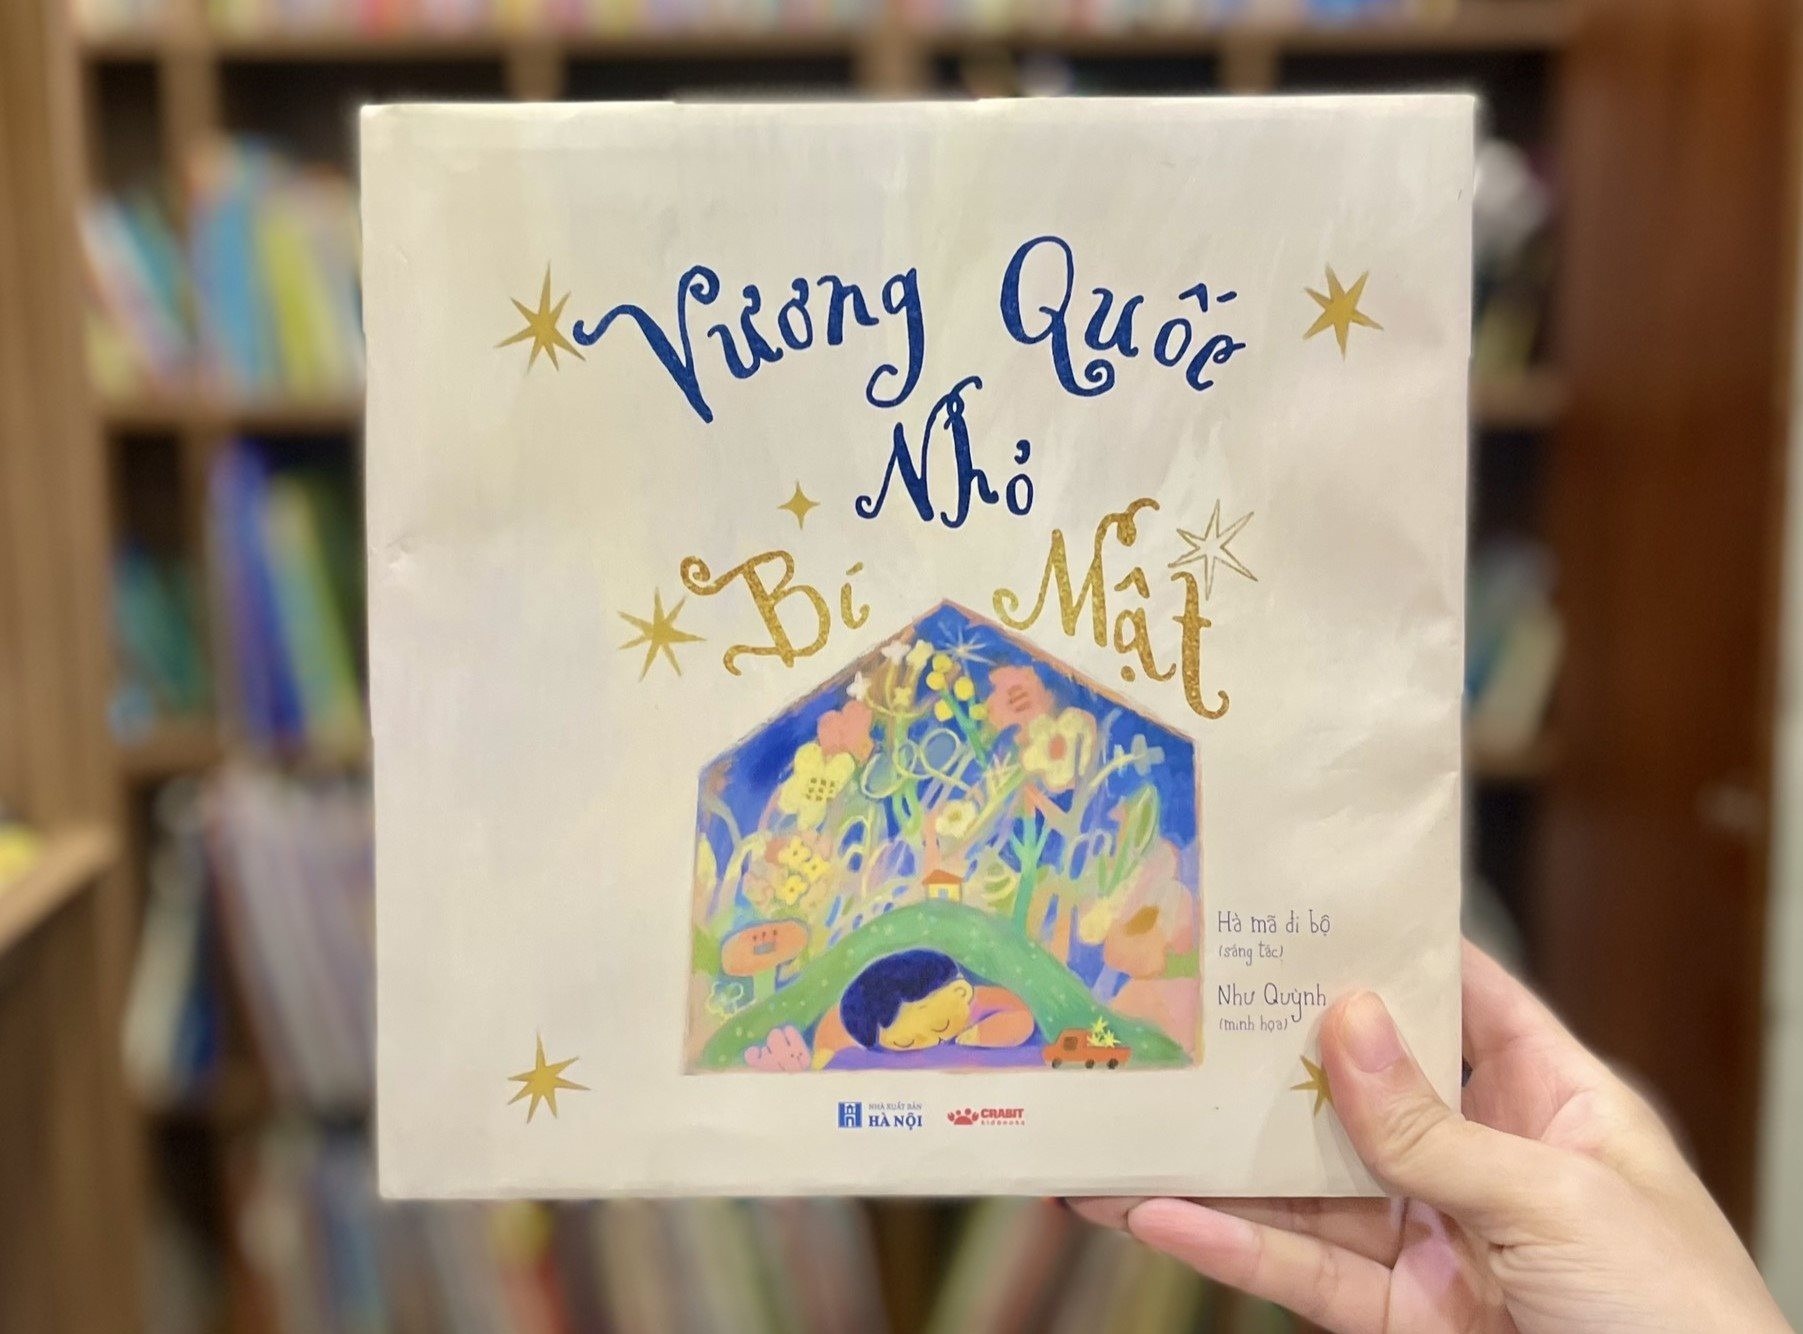 Vương Quốc
Nhỏ
Bí Mật
Hà mã đi bộ
(sáng tác)
Như Quỳnh
(minh họa)
NHÀ XUẤT BẢN
HÀ NỘI
CRABIT
kidbooks